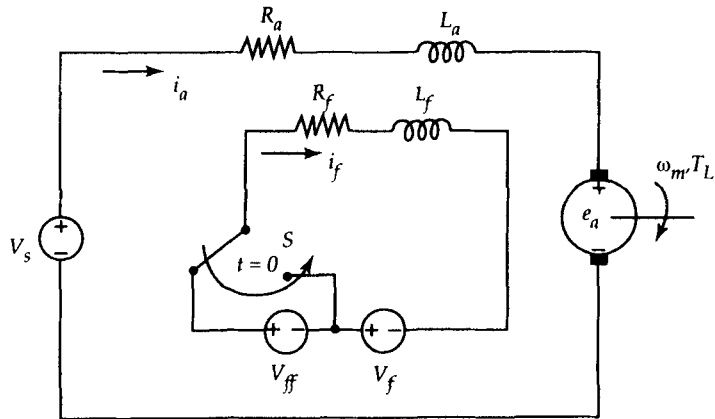 R_a
L_a
i_a
R_f
L_f
i_f
ω_m, T_L
+
e_a
−
V_s
+
−
S
t = 0
+ −
+ −
V_ff
V_f